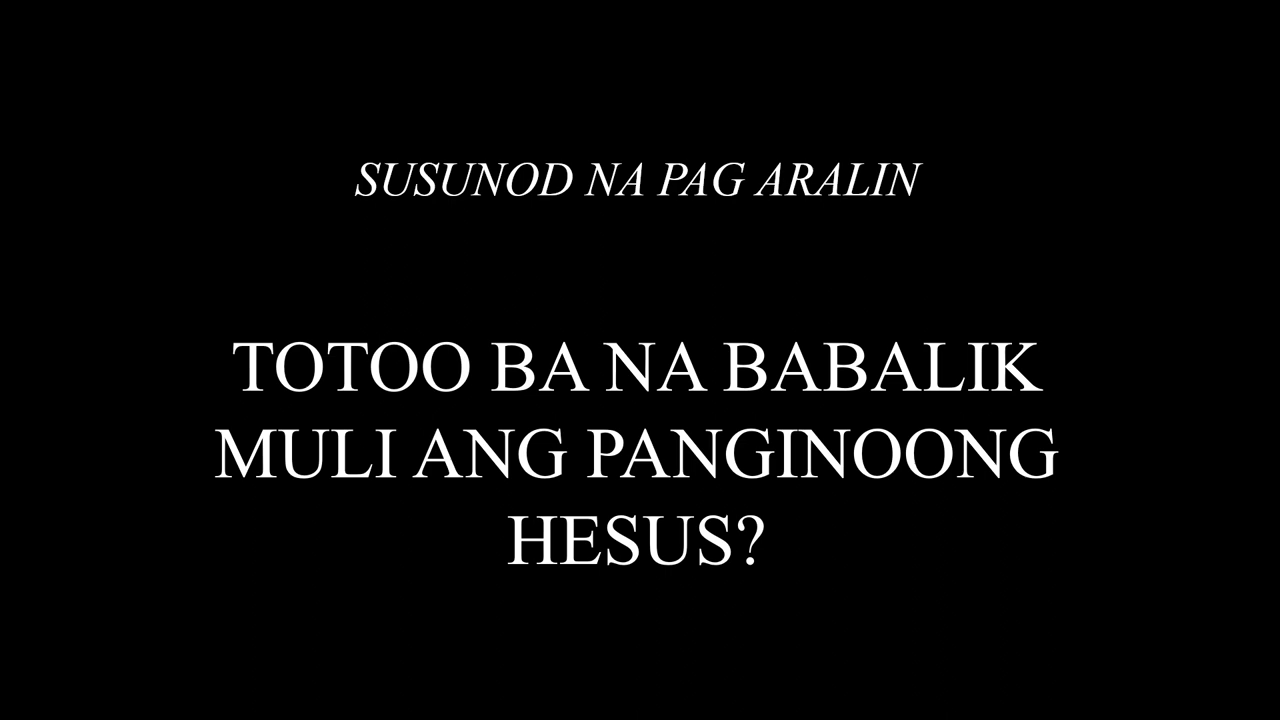 SUSUNOD NA PAG ARALIN
TOTOO BA NA BABALIK
MULI ANG PANGINOONG
HESUS?